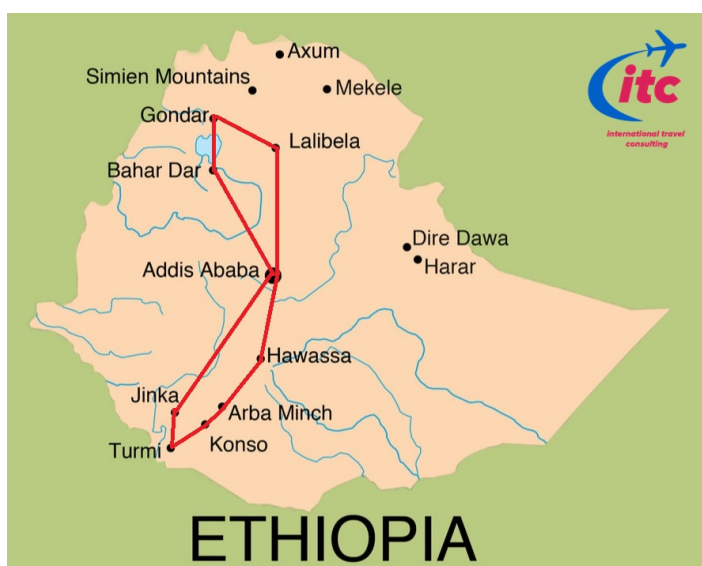 Axum
Simien Mountains
Mekele
Gondar
Lalibela
Bahar Dar
Addis Ababa
Dire Dawa
Harar
Hawassa
Jinka
Arba Minch
Konso
Turmi
ETHIOPIA
itc
international travel
consulting